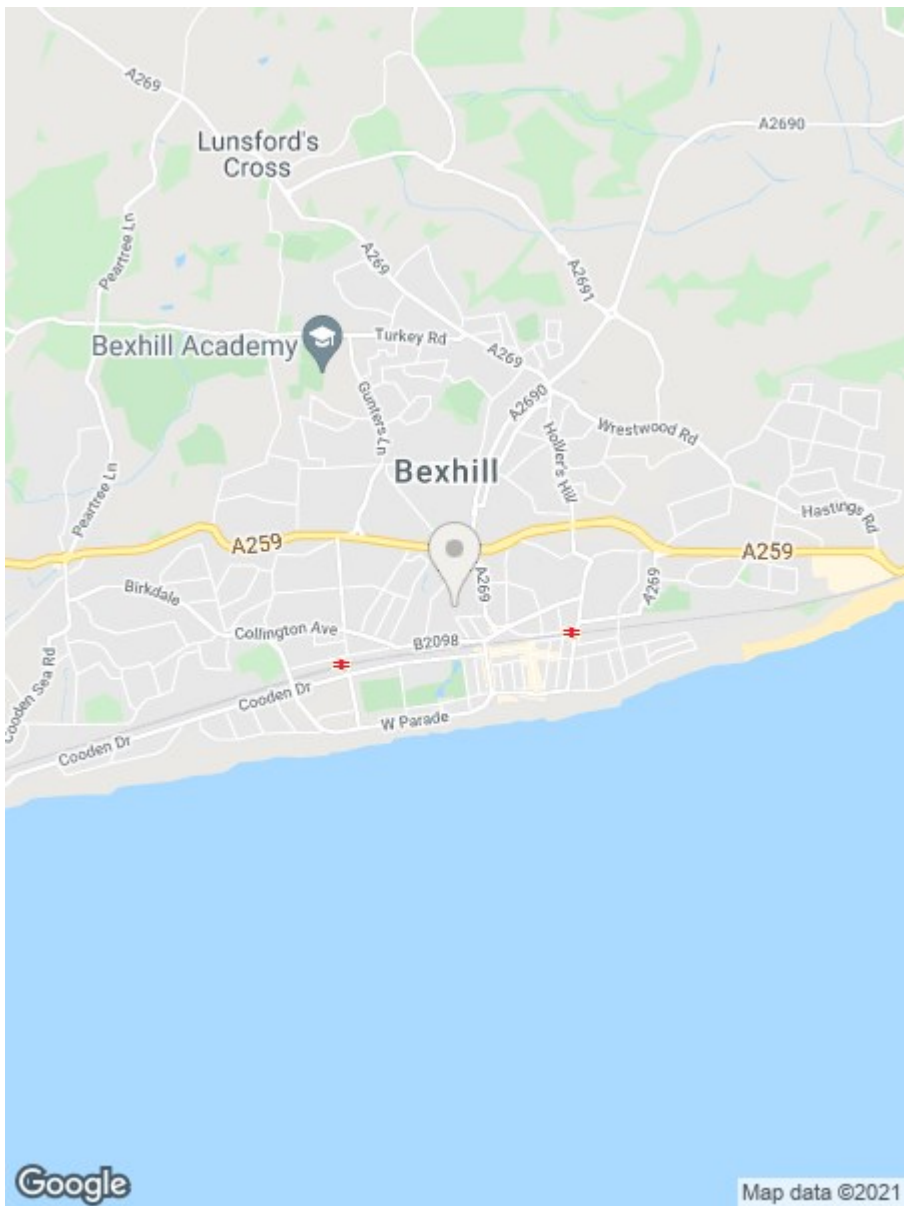 A269
A2690
Lunsford's
Cross
Peartree Ln
A269
A2691
Turkey Rd
Bexhill Academy
A269
Gunters Ln
A2690
Wrestwood Rd
Hollier's Hill
Bexhill
Peartree Ln
Hastings Rd
A259
A259
Birkdale
A269
A269
Collington Ave
B2098
Cooden Sea Rd
Cooden Dr
W Parade
Cooden Dr
Google
Map data ©2021